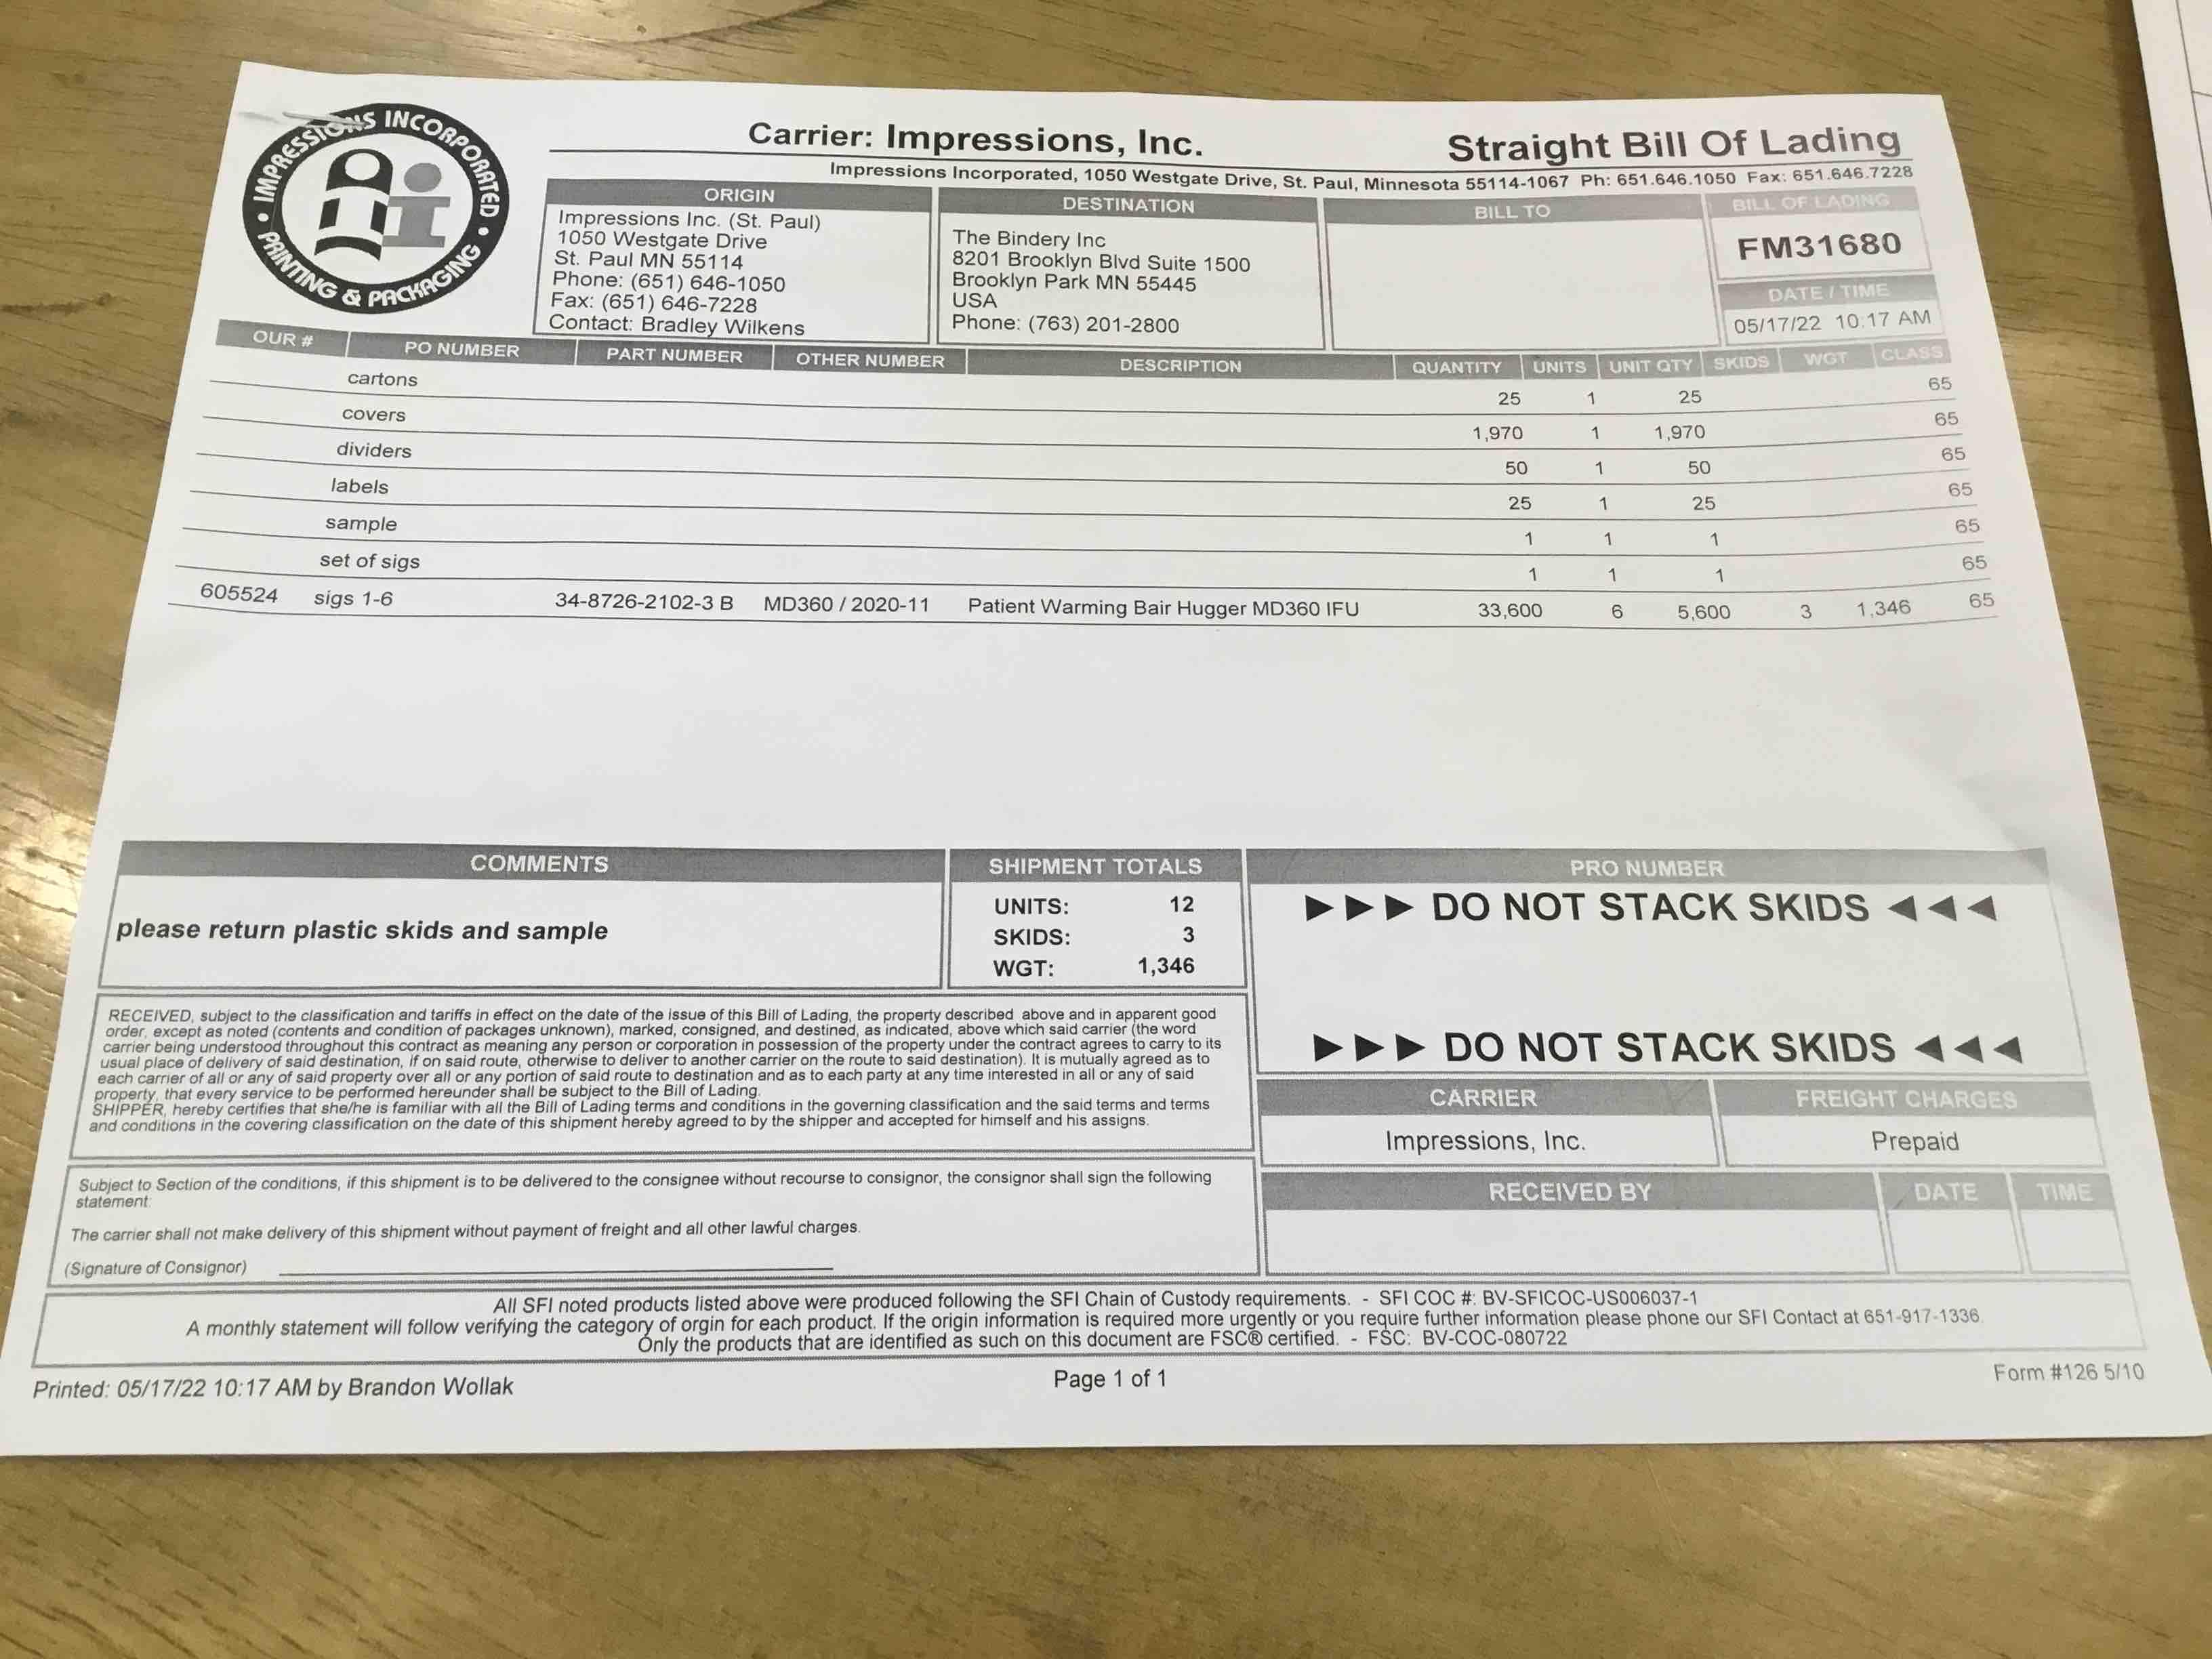 IMPRESSIONS INCORPORATED • PRINTING & PACKAGING •
Carrier: Impressions, Inc.
Straight Bill Of Lading
Impressions Incorporated, 1050 Westgate Drive, St. Paul, Minnesota 55114-1067 Ph: 651.646.1050 Fax: 651.646.7228
ORIGIN
Impressions Inc. (St. Paul)
1050 Westgate Drive
St. Paul MN 55114
Phone: (651) 646-1050
Fax: (651) 646-7228
Contact: Bradley Wilkens
DESTINATION
The Bindery Inc
8201 Brooklyn Blvd Suite 1500
Brooklyn Park MN 55445
USA
Phone: (763) 201-2800
BILL TO
BILL OF LADING
FM31680
DATE / TIME
05/17/22 10:17 AM
OUR # PO NUMBER PART NUMBER OTHER NUMBER DESCRIPTION QUANTITY UNITS UNIT QTY SKIDS WGT CLASS
cartons 25 1 25 65
covers 1,970 1 1,970 65
dividers 50 1 50 65
labels 25 1 25 65
sample 1 1 1 65
set of sigs 1 1 1 65
605524 sigs 1-6 34-8726-2102-3 B MD360 / 2020-11 Patient Warming Bair Hugger MD360 IFU 33,600 6 5,600 3 1,346 65
COMMENTS
please return plastic skids and sample
SHIPMENT TOTALS
UNITS: 12
SKIDS: 3
WGT: 1,346
PRO NUMBER
▶▶▶ DO NOT STACK SKIDS ◀◀◀
▶▶▶ DO NOT STACK SKIDS ◀◀◀
RECEIVED, subject to the classification and tariffs in effect on the date of the issue of this Bill of Lading, the property described above and in apparent good
order, except as noted (contents and condition of packages unknown), marked, consigned, and destined, as indicated, above which said carrier (the word
carrier being understood throughout this contract as meaning any person or corporation in possession of the property under the contract agrees to carry to its
usual place of delivery of said destination, if on said route, otherwise to deliver to another carrier on the route to said destination). It is mutually agreed as to
each carrier of all or any of said property over all or any portion of said route to destination and as to each party at any time interested in all or any of said
property, that every service to be performed hereunder shall be subject to the Bill of Lading.
SHIPPER, hereby certifies that she/he is familiar with all the Bill of Lading terms and conditions in the governing classification and the said terms and terms
and conditions in the covering classification on the date of this shipment hereby agreed to by the shipper and accepted for himself and his assigns.
CARRIER
Impressions, Inc.
FREIGHT CHARGES
Prepaid
Subject to Section of the conditions, if this shipment is to be delivered to the consignee without recourse to consignor, the consignor shall sign the following
statement:
The carrier shall not make delivery of this shipment without payment of freight and all other lawful charges.
(Signature of Consignor)
RECEIVED BY DATE TIME
All SFI noted products listed above were produced following the SFI Chain of Custody requirements. - SFI COC #: BV-SFICOC-US006037-1
A monthly statement will follow verifying the category of orgin for each product. If the origin information is required more urgently or you require further information please phone our SFI Contact at 651-917-1336.
Only the products that are identified as such on this document are FSC® certified. - FSC: BV-COC-080722
Printed: 05/17/22 10:17 AM by Brandon Wollak
Page 1 of 1
Form #126 5/10